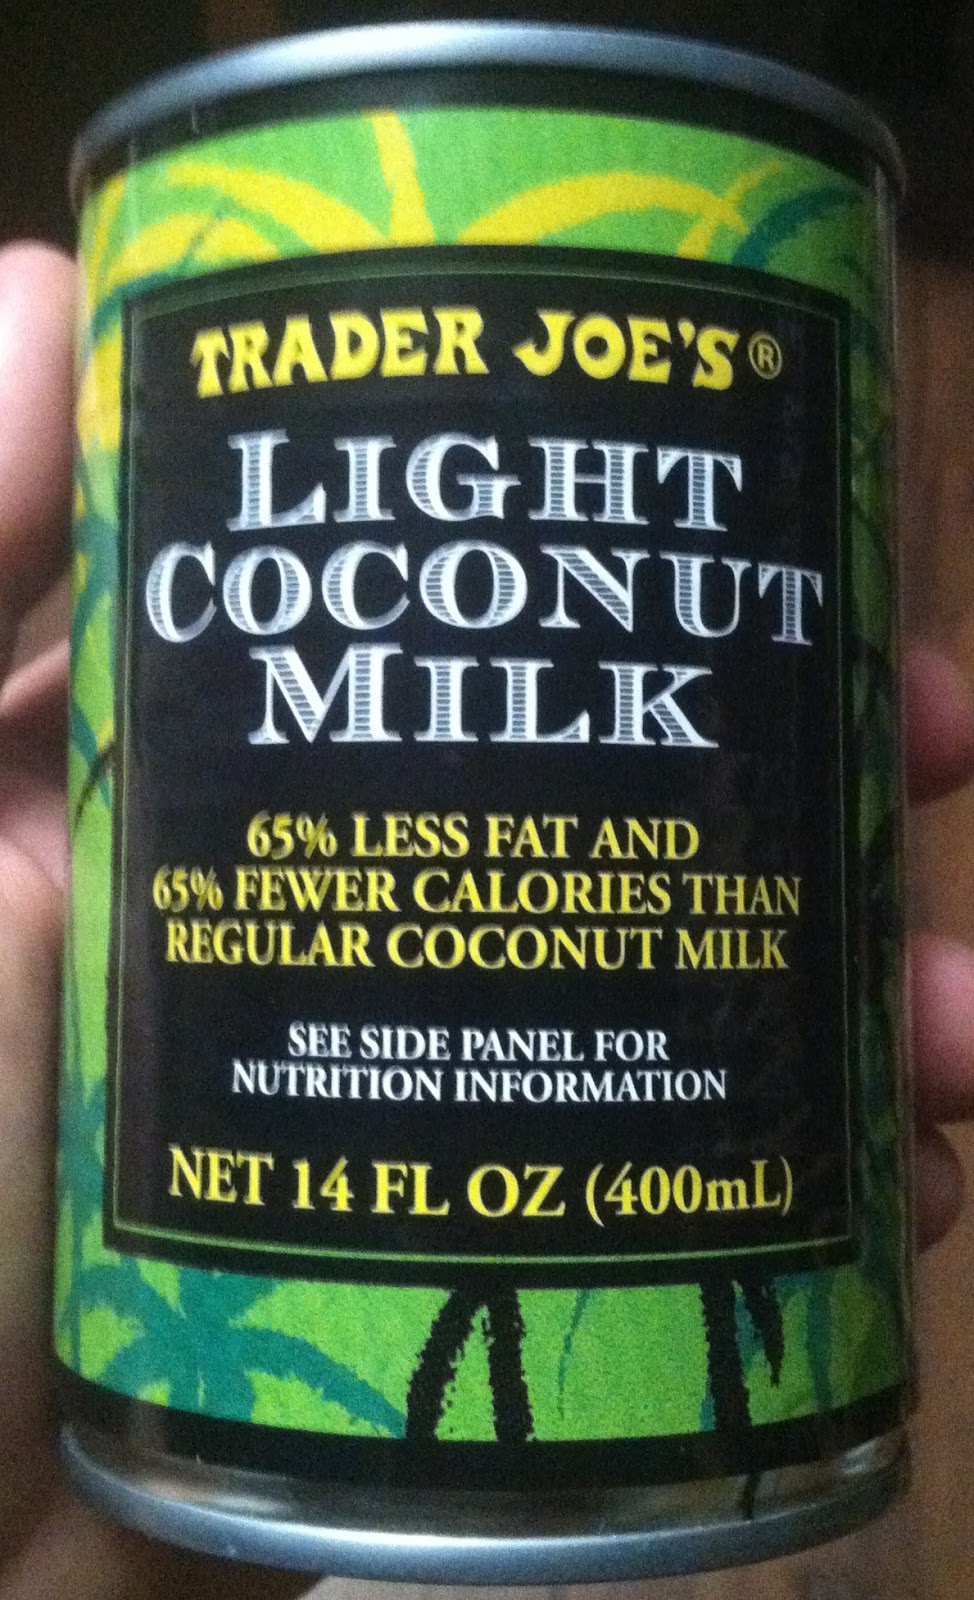 TRADER JOE'S®
LIGHT
COCONUT
MILK
65% LESS FAT AND
65% FEWER CALORIES THAN
REGULAR COCONUT MILK
SEE SIDE PANEL FOR
NUTRITION INFORMATION
NET 14 FL OZ (400mL)